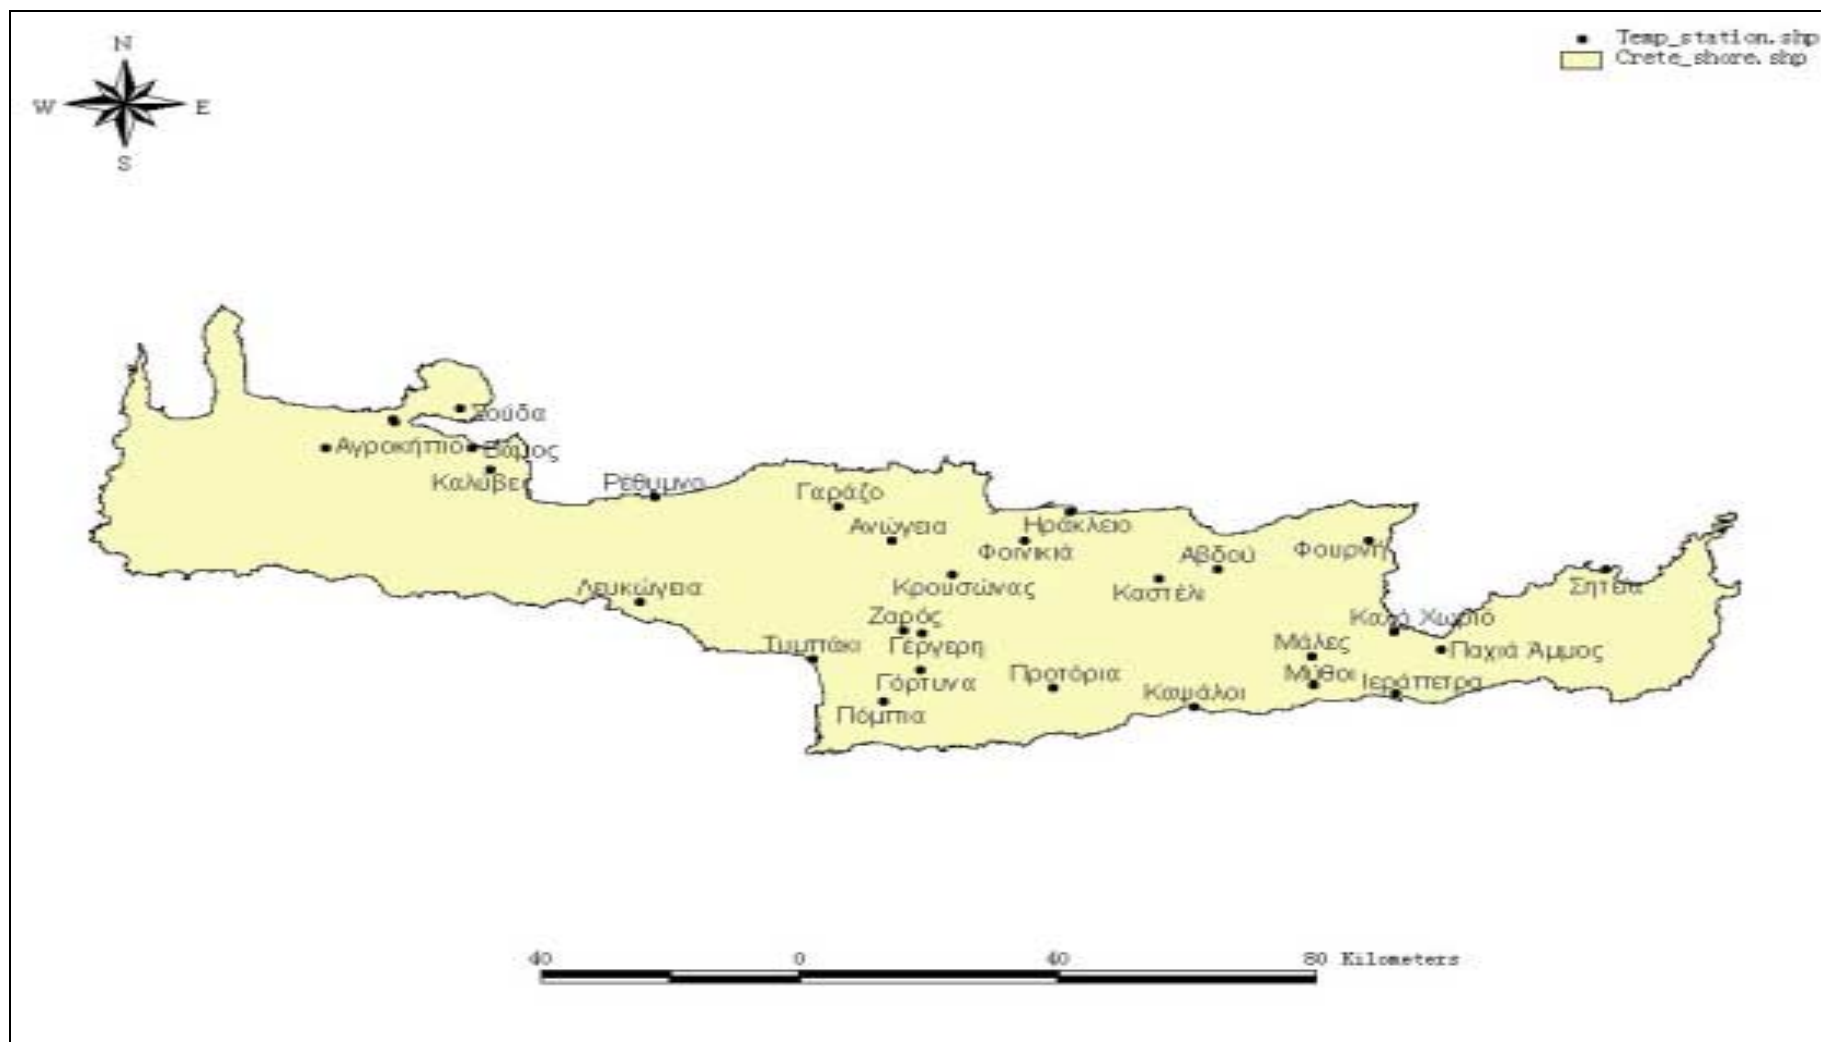 N
W E
S
Temp_station.shp
Crete_shore.shp
Σούδα
Αγροκήπιο
Βάμος
Καλύβες
Ρέθυμνο
Γαράζο
Ανώγεια
Ηράκλειο
Φοινικιά
Αβδού
Φουρνή
Κρουσώνας
Καστέλι
Σητεία
Λευκώγεια
Ζαρός
Καλό Χωριό
Τυμπάκι
Γέργερη
Μάλες
Παχιά Άμμος
Γόρτυνα
Προτόρια
Μύθοι
Ιεράπετρα
Καψάλοι
Πόμπια
40 0 40 80 Kilometers